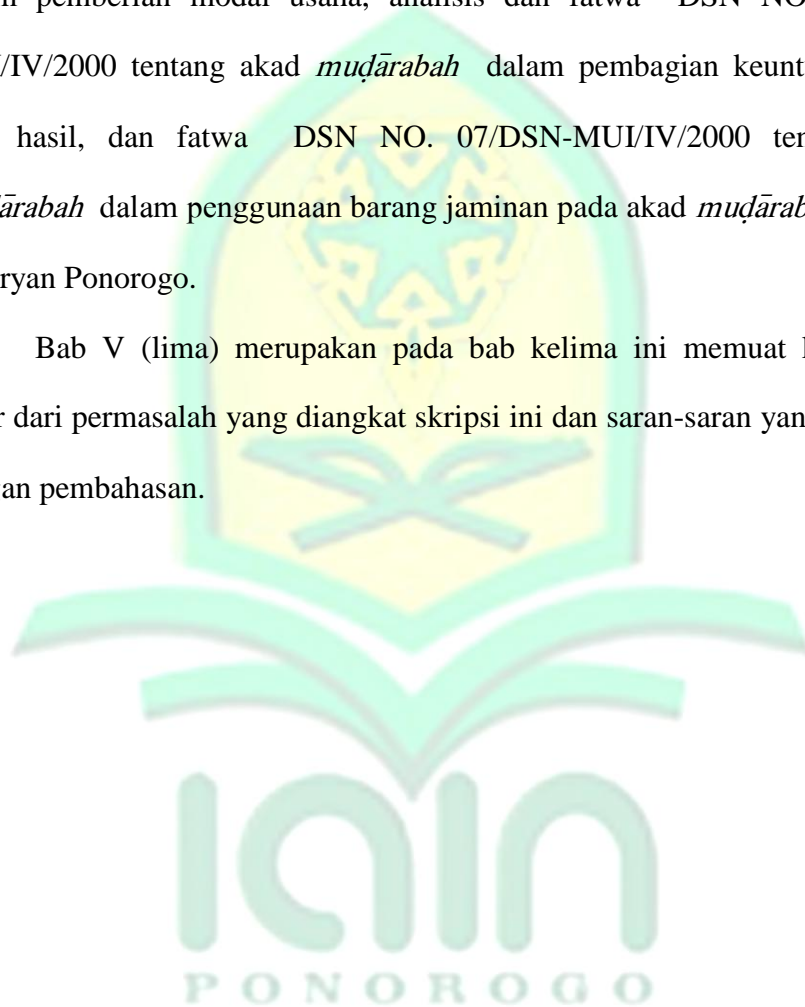 pemberian modal usaha, analisis dan fatwa DSN NO.
/IV/2000 tentang akad muḍārabah dalam pembagian keunt
hasil, dan fatwa DSN NO. 07/DSN-MUI/IV/2000 ten
ārabah dalam penggunaan barang jaminan pada akad muḍārab
ryan Ponorogo.
Bab V (lima) merupakan pada bab kelima ini memuat
r dari permasalah yang diangkat skripsi ini dan saran-saran yan
an pembahasan.
IAIN
PONOROGO